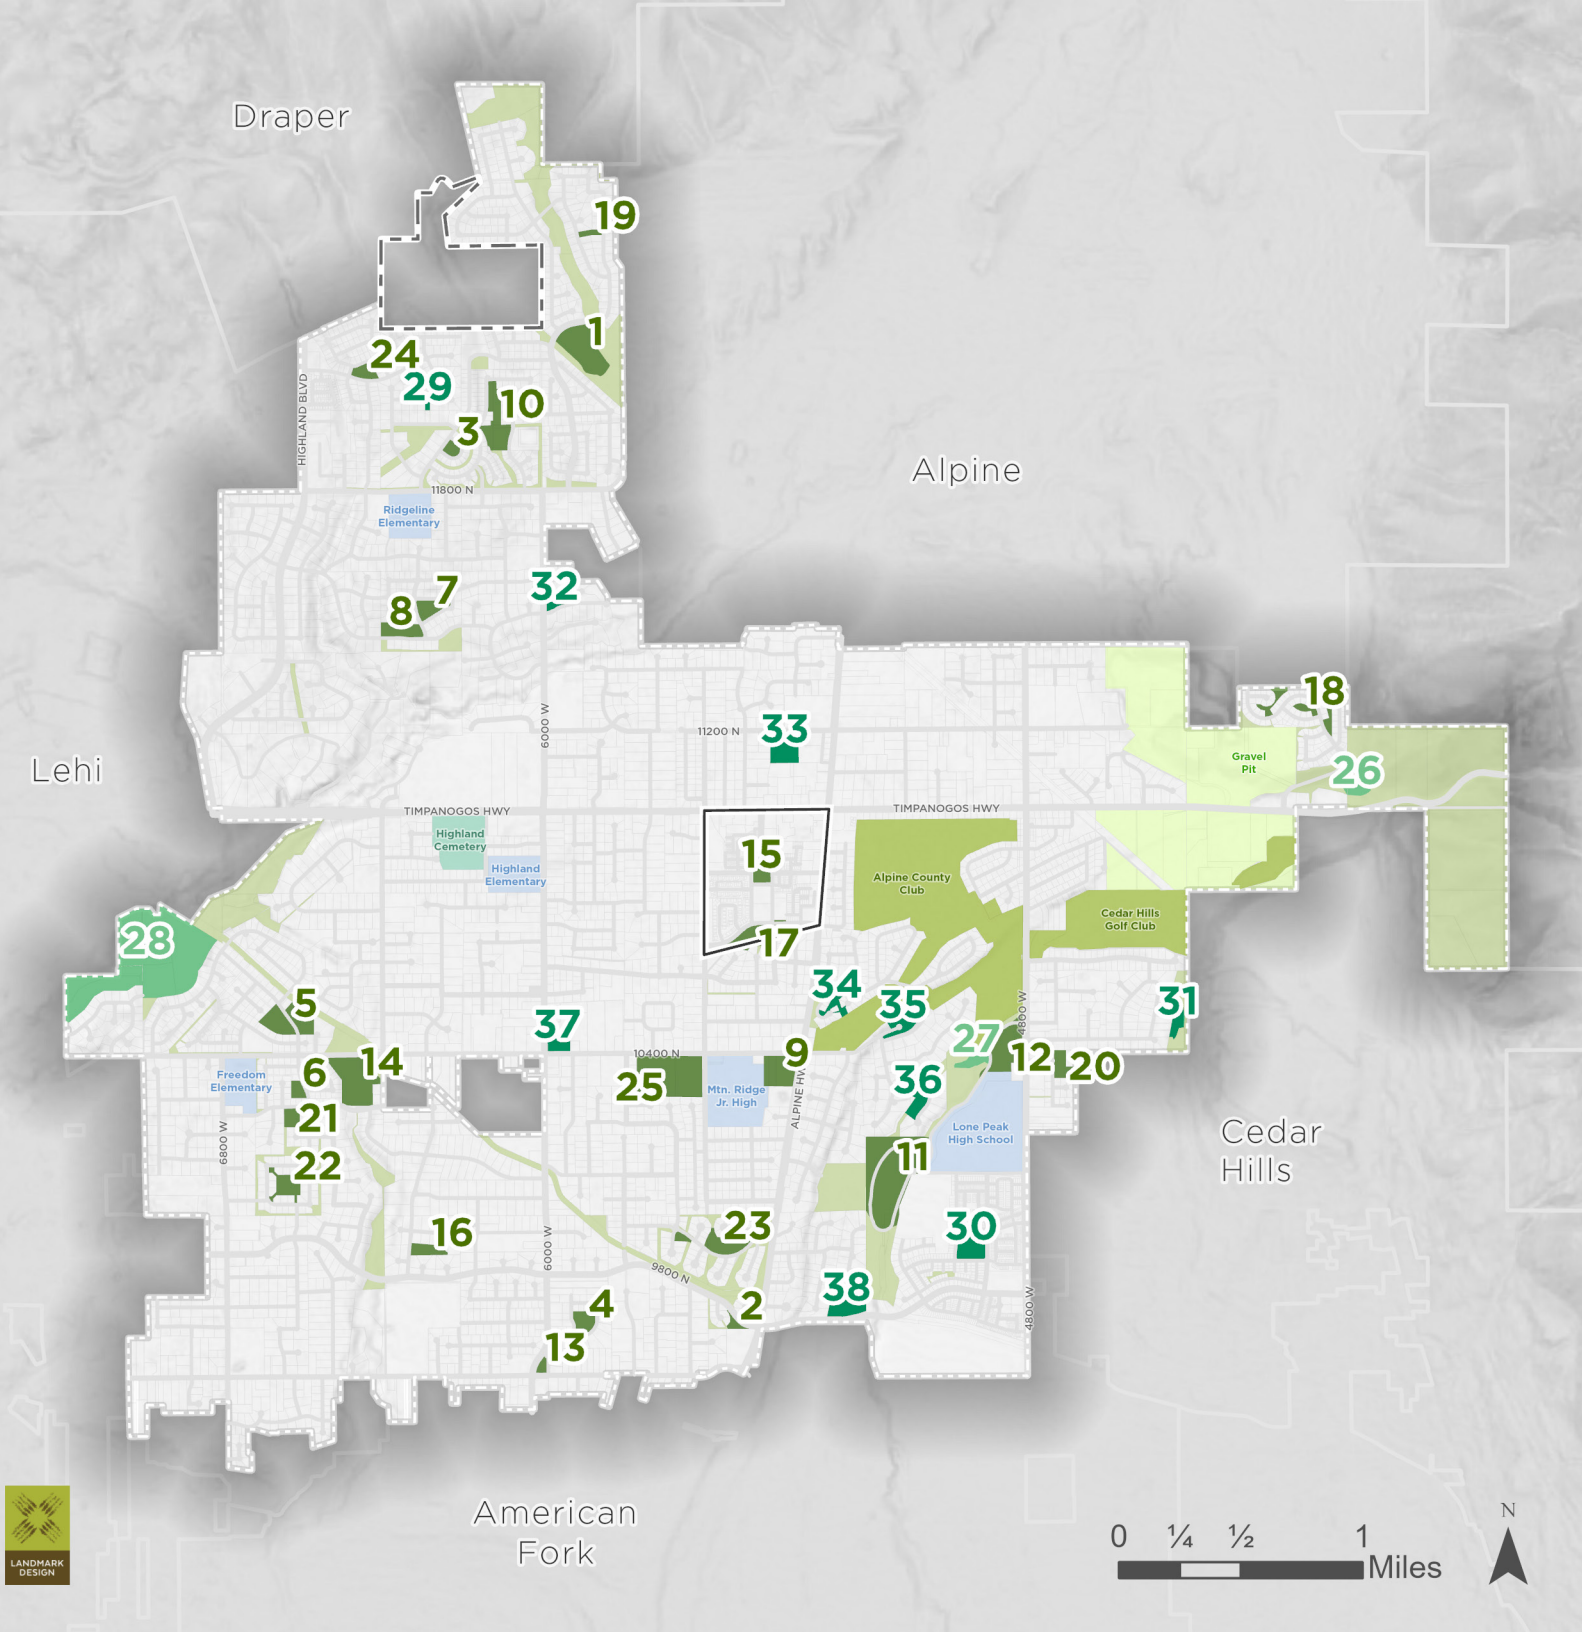 Draper
19
1
24
29
10
3
HIGHLAND BLVD
11800 N
Ridgeline
Elementary
Alpine
7
8
32
18
6000 W
11200 N
33
Gravel
Pit
26
Lehi
TIMPANOGOS HWY
TIMPANOGOS HWY
Highland
Cemetery
Highland
Elementary
15
Alpine County
Club
Cedar Hills
Golf Club
28
17
34
35
31
5
37
4800 W
27
10400 N
9
12
20
14
6
Freedom
Elementary
25
Mtn. Ridge
Jr. High
ALPINE HW
36
21
6800 W
Lone Peak
High School
Cedar
Hills
22
11
16
6000 W
23
30
9800 N
38
2
4
4800 W
13
American
Fork
LANDMARK
DESIGN
0 ¼ ½ 1
Miles
N